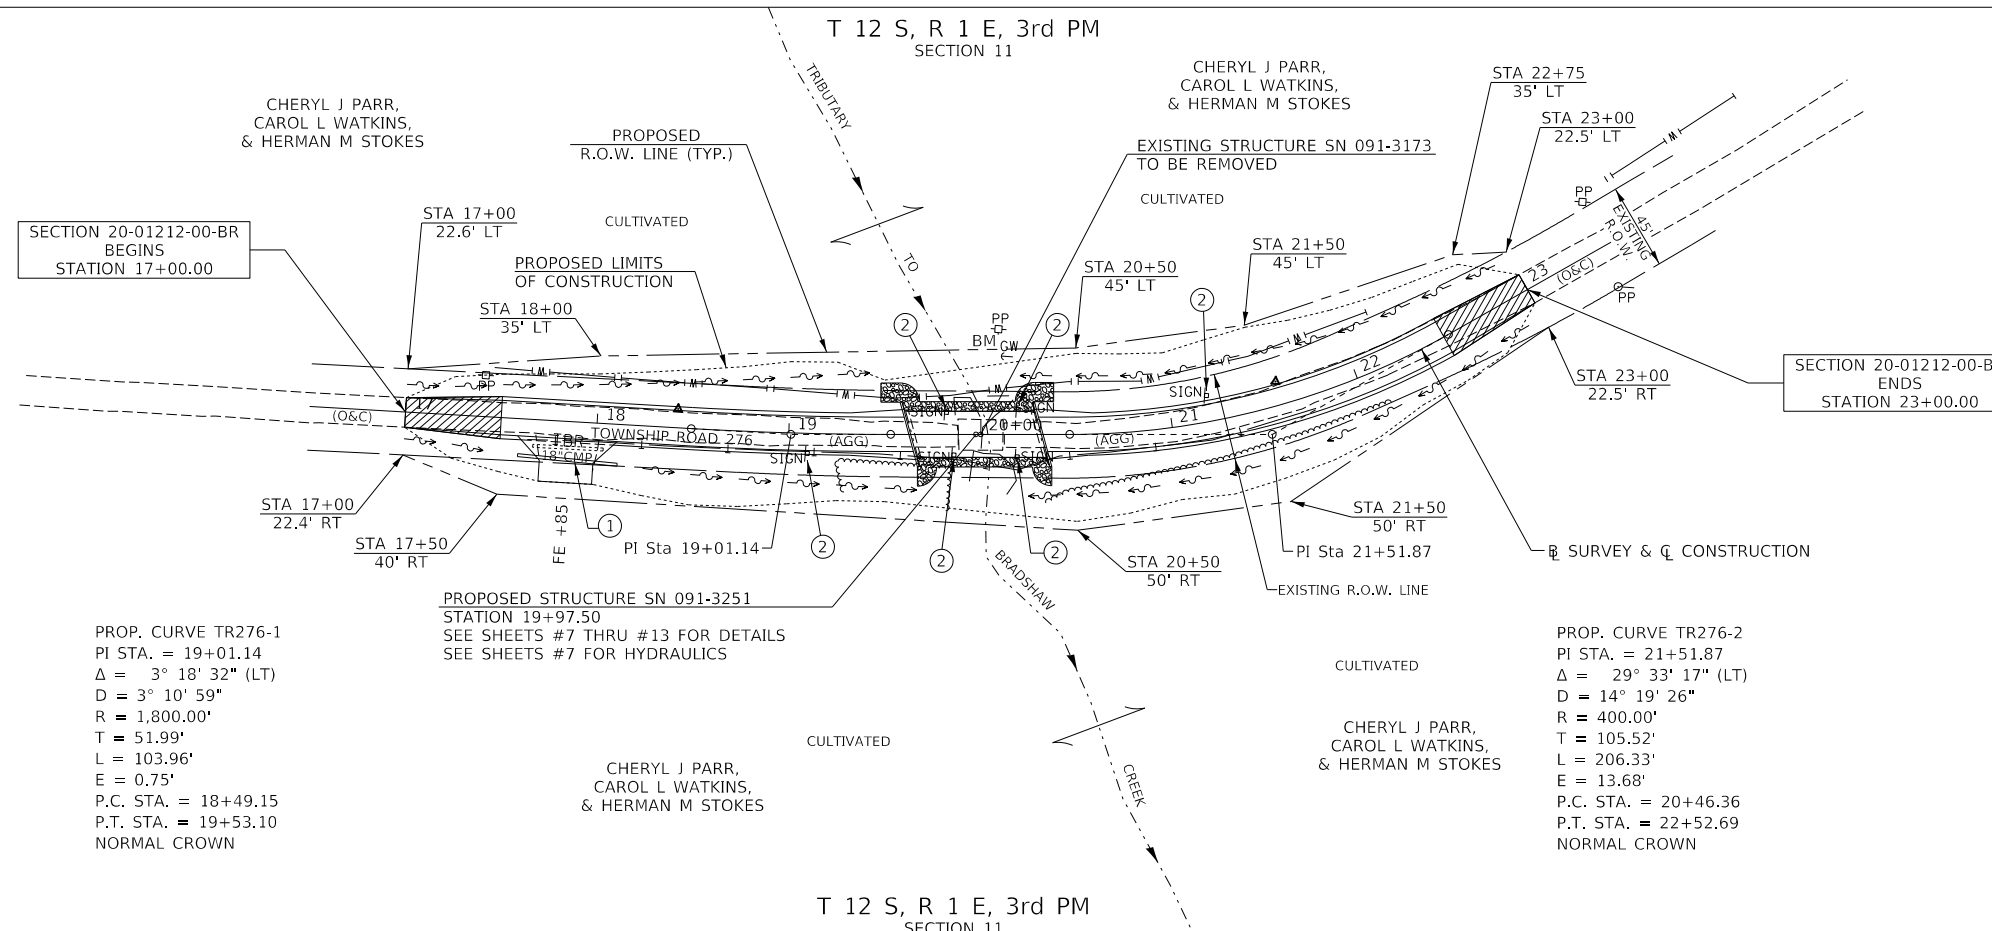 T 12 S, R 1 E, 3rd PM
SECTION 11
CHERYL J PARR,
CAROL L WATKINS,
& HERMAN M STOKES
PROPOSED
R.O.W. LINE (TYP.)
TRIBUTARY
TO
CHERYL J PARR,
CAROL L WATKINS,
& HERMAN M STOKES
EXISTING STRUCTURE SN 091-3173
TO BE REMOVED
CULTIVATED
STA 22+75
35' LT
STA 23+00
22.5' LT
PP
45'
EXISTING
R.O.W.
SECTION 20-01212-00-BR
BEGINS
STATION 17+00.00
STA 17+00
22.6' LT
CULTIVATED
PROPOSED LIMITS
OF CONSTRUCTION
STA 18+00
35' LT
STA 20+50
45' LT
STA 21+50
45' LT
23
(O&C)
PP
2
PP
BM
GW
2
2
SECTION 20-01212-00-B
ENDS
STATION 23+00.00
STA 23+00
22.5' RT
PP
17
(O&C)
18
TOWNSHIP ROAD 276
19
(AGG)
20+00
(AGG)
21
22
SIGN
SIGN
SIGN
SIGN
SIGN
SIGN
18"CMP
STA 17+00
22.4' RT
STA 17+50
40' RT
FE +85
1
PI Sta 19+01.14
2
2
2
STA 20+50
50' RT
STA 21+50
50' RT
PI Sta 21+51.87
EXISTING R.O.W. LINE
B SURVEY & C CONSTRUCTION
BRADSHAW
CREEK
PROPOSED STRUCTURE SN 091-3251
STATION 19+97.50
SEE SHEETS #7 THRU #13 FOR DETAILS
SEE SHEETS #7 FOR HYDRAULICS
PROP. CURVE TR276-1
PI STA. = 19+01.14
Δ = 3° 18' 32" (LT)
D = 3° 10' 59"
R = 1,800.00'
T = 51.99'
L = 103.96'
E = 0.75'
P.C. STA. = 18+49.15
P.T. STA. = 19+53.10
NORMAL CROWN
CULTIVATED
CHERYL J PARR,
CAROL L WATKINS,
& HERMAN M STOKES
CULTIVATED
CHERYL J PARR,
CAROL L WATKINS,
& HERMAN M STOKES
PROP. CURVE TR276-2
PI STA. = 21+51.87
Δ = 29° 33' 17" (LT)
D = 14° 19' 26"
R = 400.00'
T = 105.52'
L = 206.33'
E = 13.68'
P.C. STA. = 20+46.36
P.T. STA. = 22+52.69
NORMAL CROWN
T 12 S, R 1 E, 3rd PM
SECTION 11